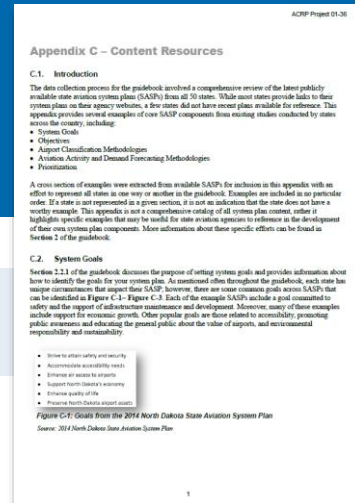 ACRP Project 01-36
Appendix C – Content Resources
C.1. Introduction
The data collection process for the guidebook involved a comprehensive review of the latest publicly
available state aviation system plans (SASPs) from all 50 states. While most states provide links to their
system plans on their agency websites, a few states did not have recent plans available for reference. This
appendix provides several examples of core SASP components from existing studies conducted by states
across the country, including:
• System Goals
• Objectives
• Airport Classification Methodologies
• Aviation Activity and Demand Forecasting Methodologies
• Prioritization
A cross section of examples were extracted from available SASPs for inclusion in this appendix with an
effort to represent all states in one way or another in the guidebook. Examples are included in no particular
order. If a state is not represented in a given section, it is not an indication that the state does not have a
worthy example. This appendix is not a comprehensive catalog of all system plan content, rather it
highlights specific examples that may be useful for state aviation agencies to reference in the development
of their own system plan components. More information about these specific efforts can be found in
Section 2 of the guidebook.
C.2. System Goals
Section 2.2.1 of the guidebook discusses the purpose of setting system goals and provides information about
how to identify the goals for your system plan. As mentioned often throughout the guidebook, each state has
unique circumstances that impact their SASP; however, there are some common goals across SASPs that
can be identified in Figure C-1– Figure C-3. Each of the example SASPs include a goal committed to
safety and the support of infrastructure maintenance and development. Moreover, many of these examples
include support for economic growth. Other popular goals are those related to accessibility, promoting
public awareness and educating the general public about the value of airports, and environmental
responsibility and sustainability.
• Strive to attain safety and security
• Accommodate accessibility needs
• Enhance air access to airports
• Support North Dakota's economy
• Enhance quality of life
• Preserve North Dakota airport assets
Figure C-1: Goals from the 2014 North Dakota State Aviation System Plan
Source: 2014 North Dakota State Aviation System Plan
1